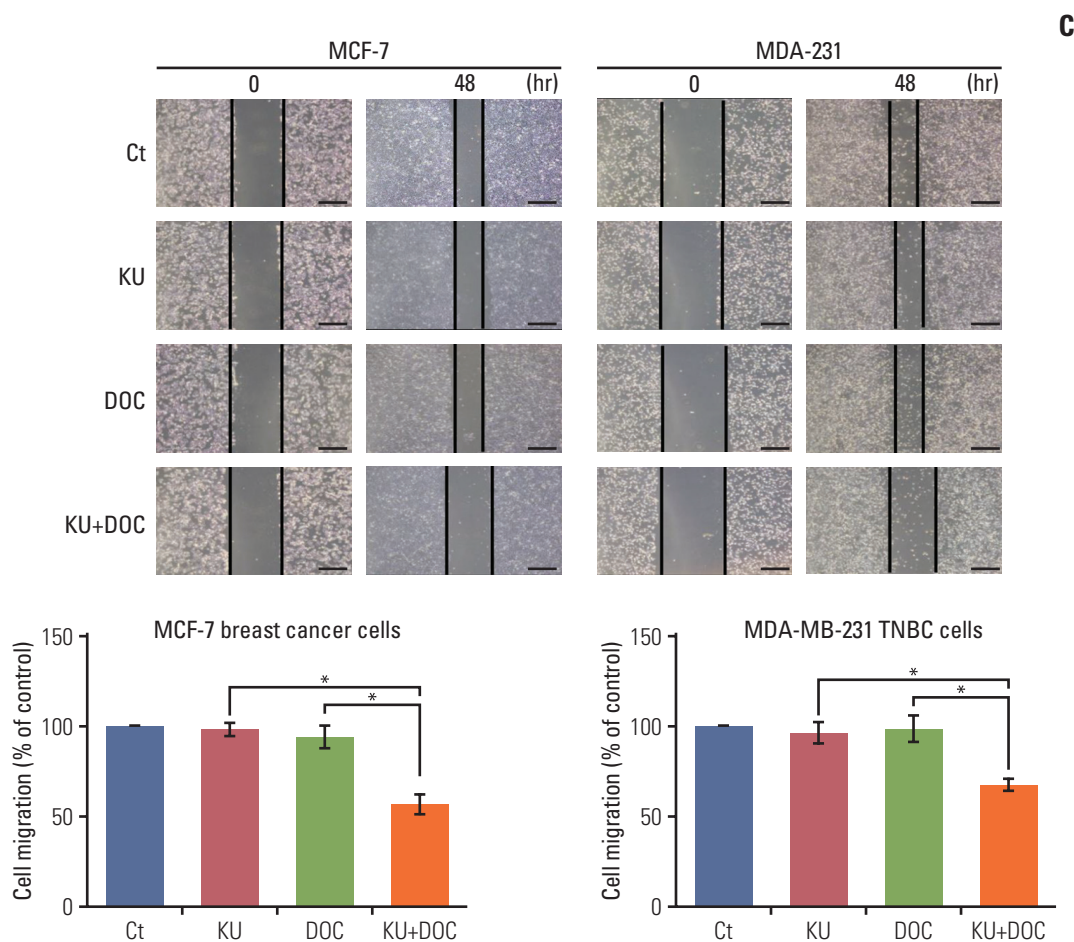 C
MCF-7
MDA-231
0
48
(hr)
0
48
(hr)
Ct
KU
DOC
KU+DOC
MCF-7 breast cancer cells
Cell migration (% of control)
150
100
50
0
*
*
Ct
KU
DOC
KU+DOC
MDA-MB-231 TNBC cells
Cell migration (% of control)
150
100
50
0
*
*
Ct
KU
DOC
KU+DOC